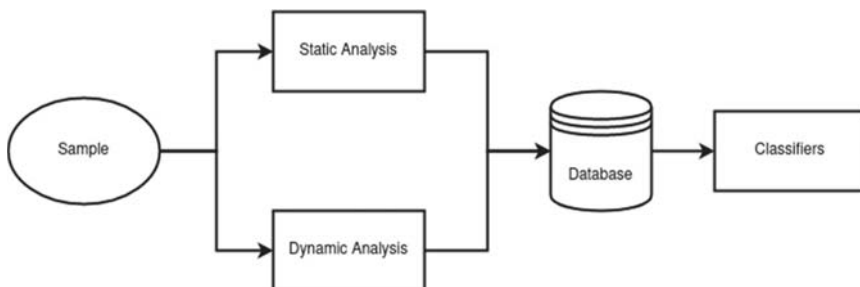 Sample
Static Analysis
Dynamic Analysis
Database
Classifiers